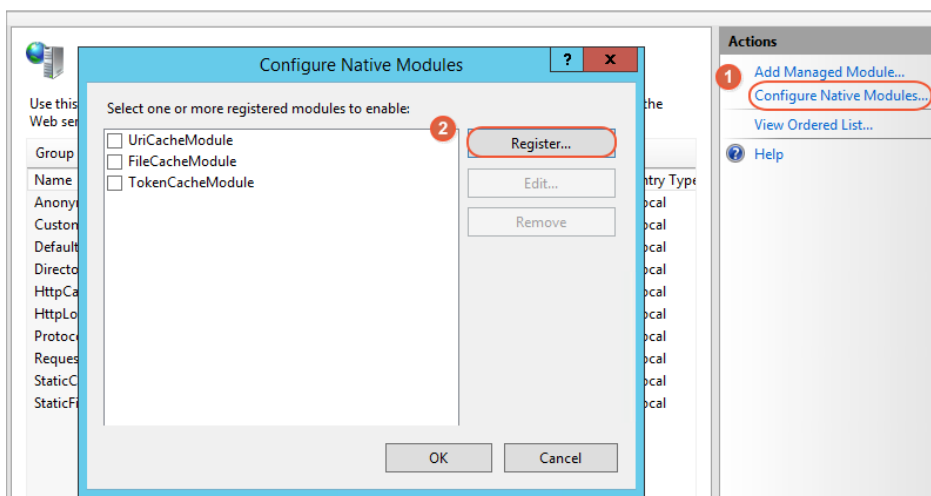 Configure Native Modules
?
x
Select one or more registered modules to enable:
UriCacheModule
FileCacheModule
TokenCacheModule
2
Register...
Edit...
Remove
OK
Cancel
Use this
the
Web ser
Group
Name
ntry Type
Anony
ocal
Custon
ocal
Default
ocal
Directo
ocal
HttpCa
ocal
HttpLo
ocal
Protoco
ocal
Reques
ocal
StaticC
ocal
StaticFi
ocal
Actions
1
Add Managed Module...
Configure Native Modules...
View Ordered List...
? Help